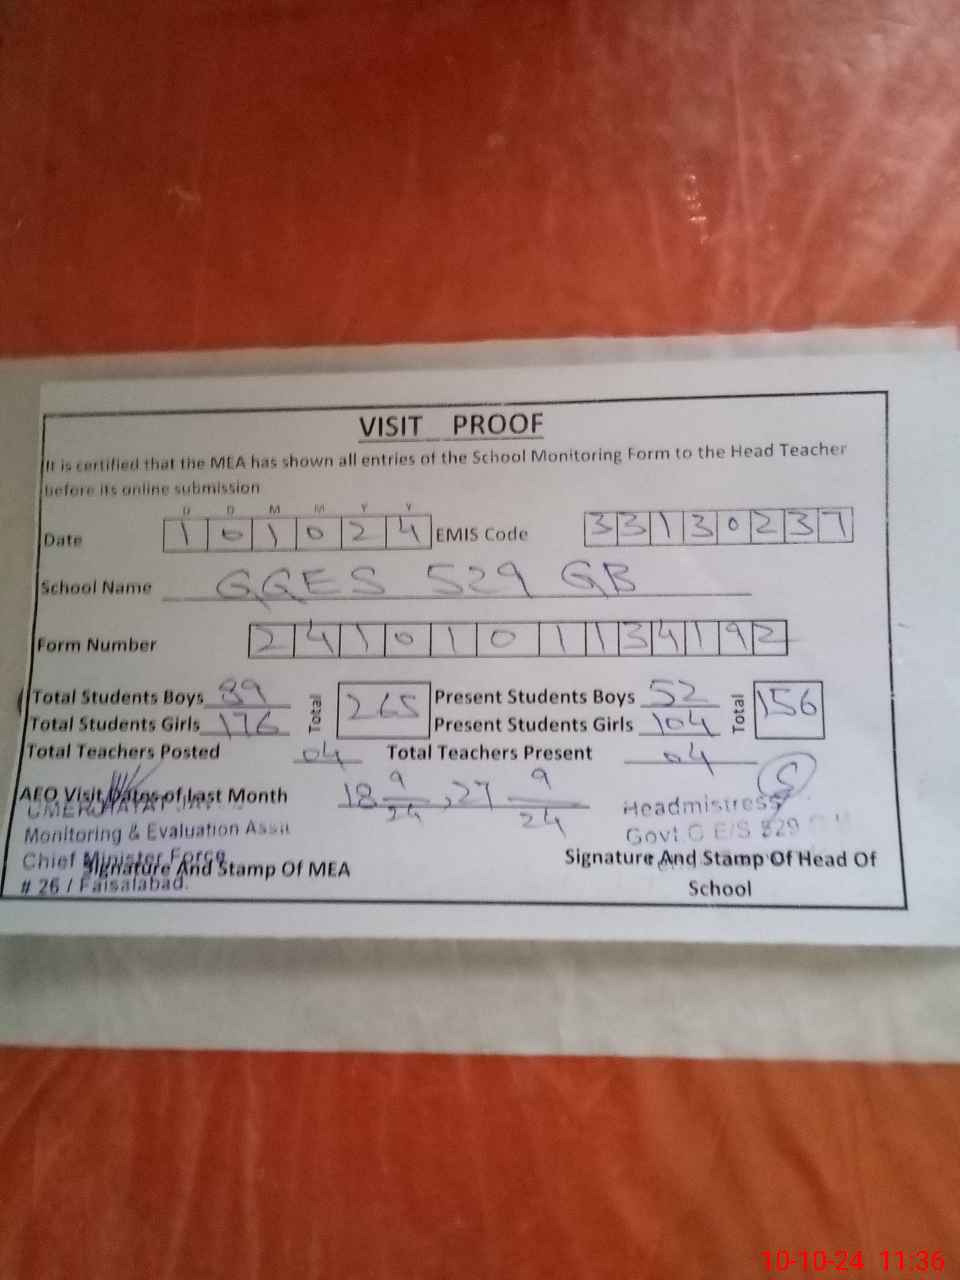 VISIT PROOF
It is certified that the MEA has shown all entries of the School Monitoring Form to the Head Teacher
before its online submission
D D M M Y Y
Date 1 0 1 0 2 4 EMIS Code 3 3 1 3 0 2 3 7
School Name GGES 529 GB
Form Number 2 4 1 0 1 0 1 1 3 4 1 9 2
Total Students Boys 89 Total 265 Present Students Boys 52 Total 156
Total Students Girls 176 Present Students Girls 104
Total Teachers Posted 04 Total Teachers Present 04
AEO Visit Dates of Last Month 18 9/24, 27 9/24
Monitoring & Evaluation Assit
Chief Minister Force
# 26 / Faisalabad.
Signature And Stamp Of MEA
Headmistress
Govt G E/S 529
Signature And Stamp Of Head Of
School
10-10-24 11:36